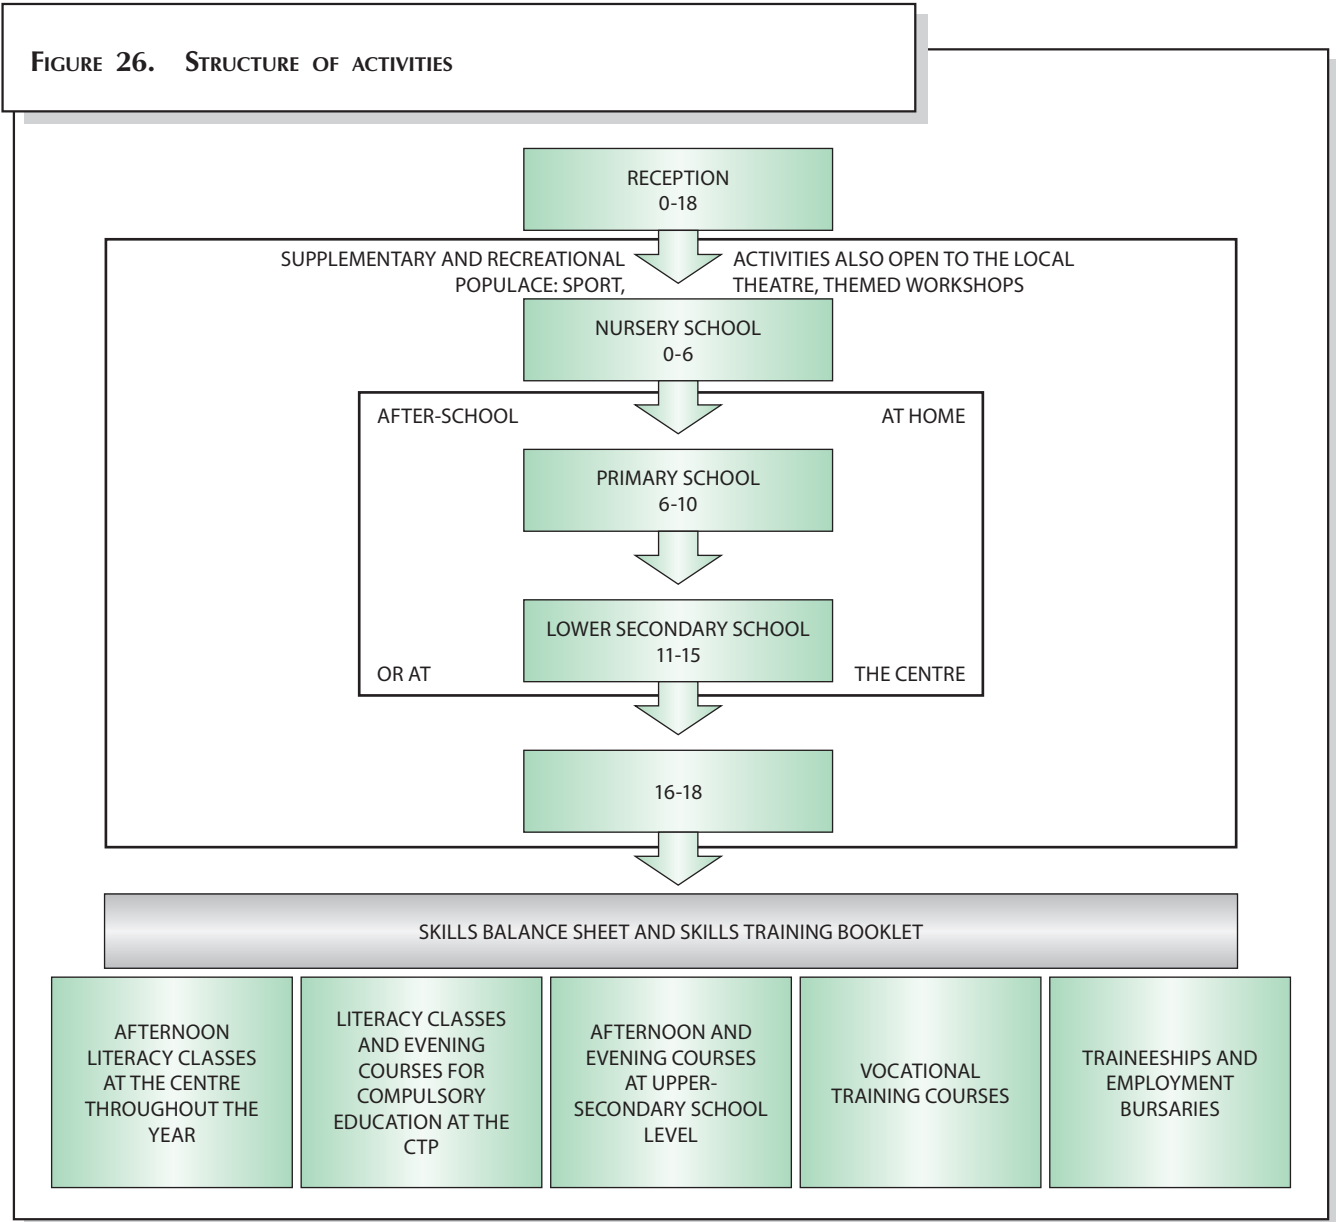 FIGURE 26. STRUCTURE OF ACTIVITIES
RECEPTION
0-18
SUPPLEMENTARY AND RECREATIONAL ACTIVITIES ALSO OPEN TO THE LOCAL
POPULACE: SPORT, THEATRE, THEMED WORKSHOPS
NURSERY SCHOOL
0-6
AFTER-SCHOOL AT HOME
PRIMARY SCHOOL
6-10
LOWER SECONDARY SCHOOL
11-15
OR AT THE CENTRE
16-18
SKILLS BALANCE SHEET AND SKILLS TRAINING BOOKLET
AFTERNOON
LITERACY CLASSES
AT THE CENTRE
THROUGHOUT THE
YEAR
LITERACY CLASSES
AND EVENING
COURSES FOR
COMPULSORY
EDUCATION AT THE
CTP
AFTERNOON AND
EVENING COURSES
AT UPPER-
SECONDARY SCHOOL
LEVEL
VOCATIONAL
TRAINING COURSES
TRAINEESHIPS AND
EMPLOYMENT
BURSARIES